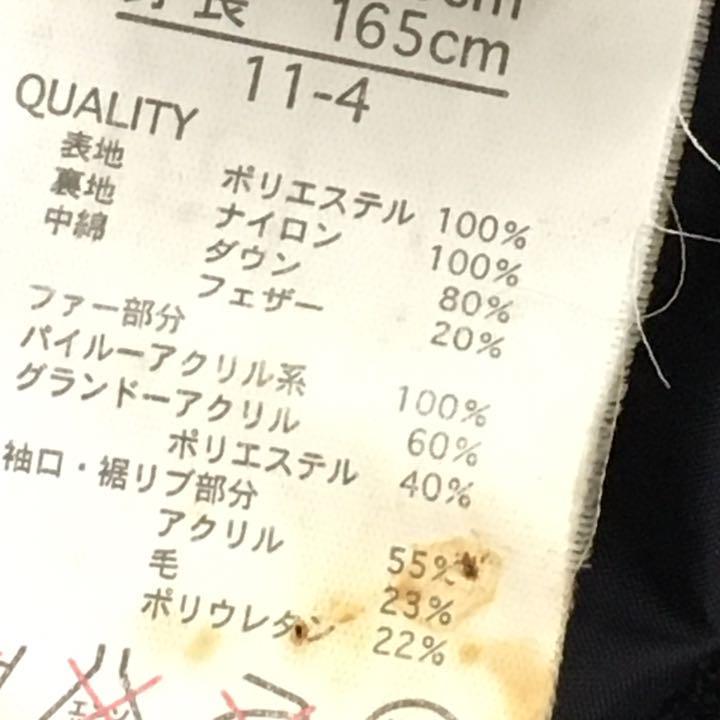 身長 165cm
11-4
QUALITY
表地 ポリエステル 100%
裏地 ナイロン 100%
中綿 ダウン 80%
フェザー 20%
ファー部分
パイルーアクリル系 100%
グランドーアクリル 60%
ポリエステル 40%
袖口・裾リブ部分
アクリル 55%
毛 23%
ポリウレタン 22%